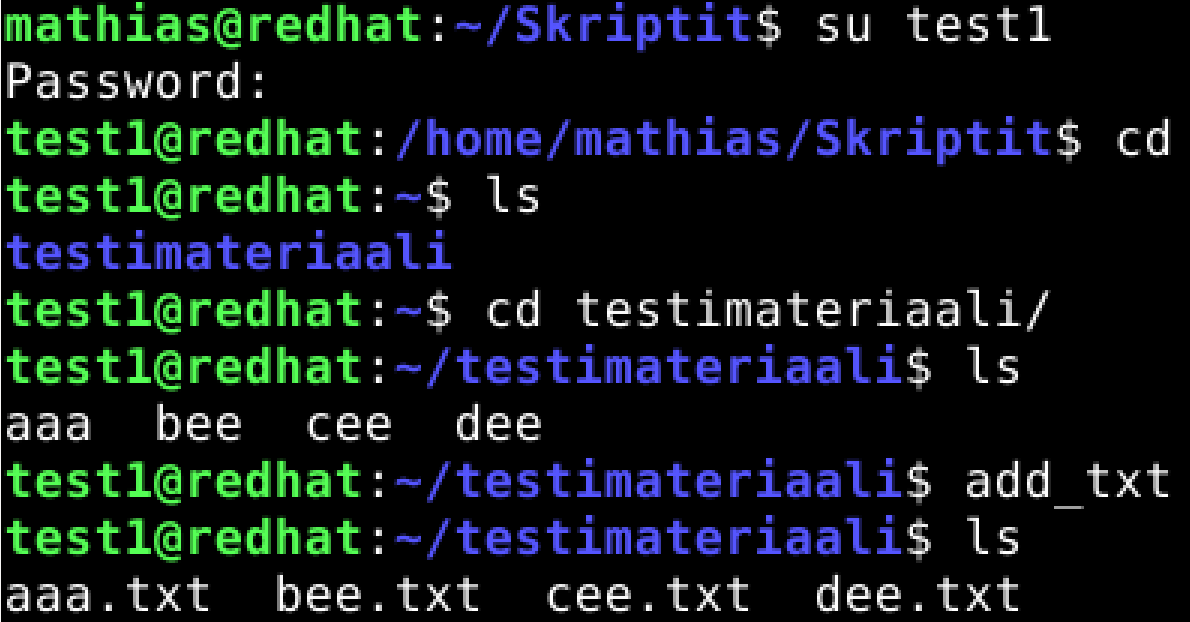 mathias@redhat:~/Skriptit$ su test1
Password:
test1@redhat:/home/mathias/Skriptit$ cd
test1@redhat:~$ ls
testimateriaali
test1@redhat:~$ cd testimateriaali/
test1@redhat:~/testimateriaali$ ls
aaa  bee  cee  dee
test1@redhat:~/testimateriaali$ add_txt
test1@redhat:~/testimateriaali$ ls
aaa.txt  bee.txt  cee.txt  dee.txt